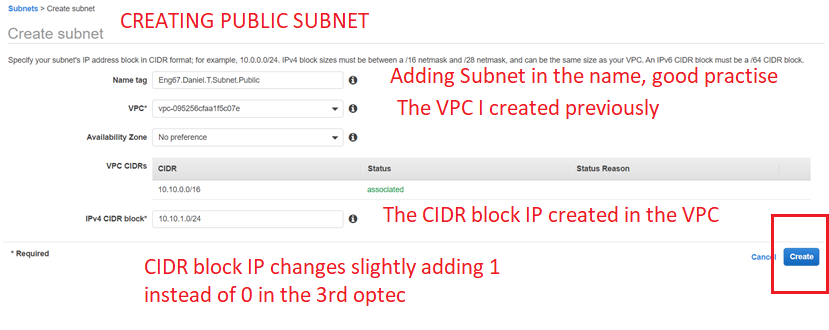 Subnets > Create subnet
CREATING PUBLIC SUBNET
Create subnet
Specify your subnet's IP address block in CIDR format; for example, 10.0.0.0/24. IPv4 block sizes must be between a /16 netmask and /28 netmask, and can be the same size as your VPC. An IPv6 CIDR block must be a /64 CIDR block.
Name tag Eng67.Daniel.T.Subnet.Public
Adding Subnet in the name, good practise
VPC* vpc-095256cfaa1f5c07e
The VPC I created previously
Availability Zone No preference
VPC CIDRs CIDR Status Status Reason
10.10.0.0/16 associated
IPv4 CIDR block* 10.10.1.0/24
The CIDR block IP created in the VPC
* Required
Cancel Create
CIDR block IP changes slightly adding 1
instead of 0 in the 3rd optec